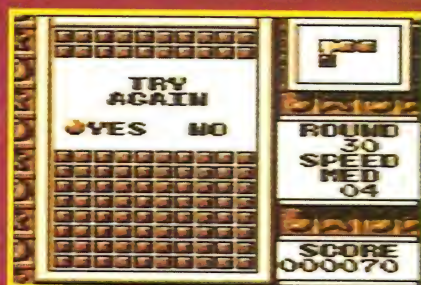 TRY
AGAIN
YES NO
ROUND
30
SPEED
MED
04
SCORE
000070